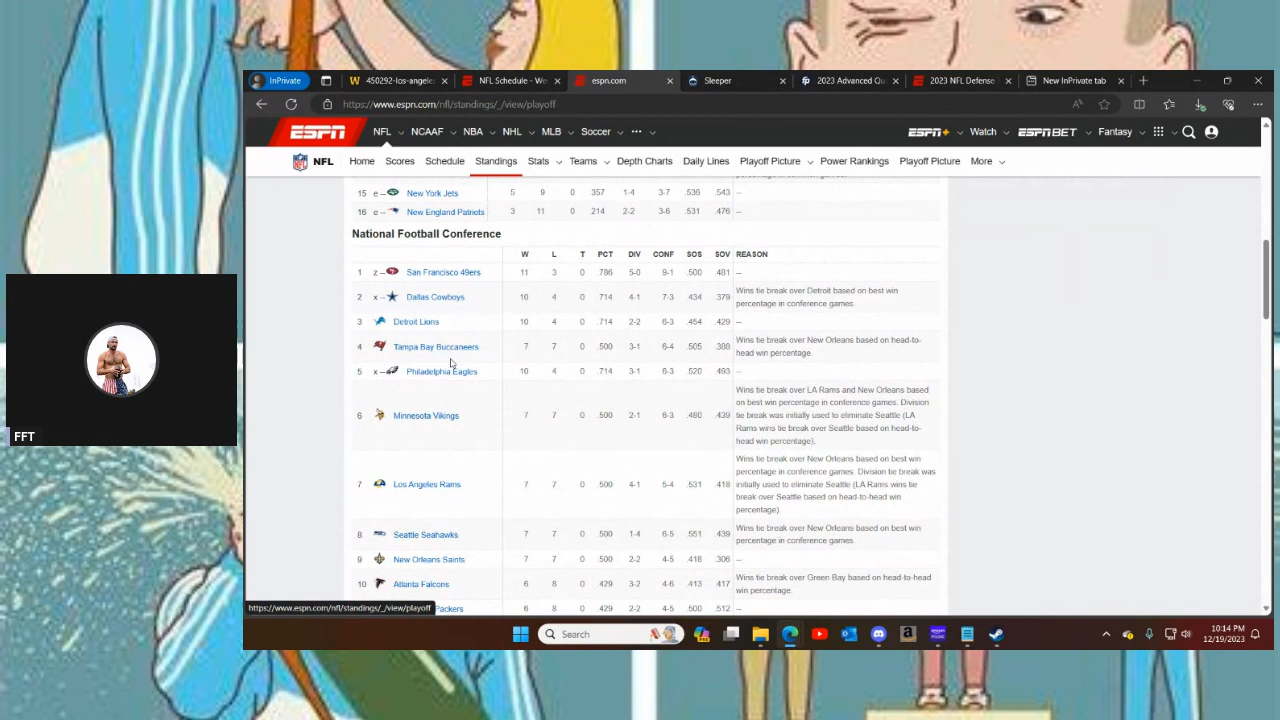 InPrivate
450292-los-angele
NFL Schedule - We
espn.com
Sleeper
2023 Advanced Qu
2023 NFL Defense
New InPrivate tab
https://www.espn.com/nfl/standings/_/view/playoff
ESPN NFL NCAAF NBA NHL MLB Soccer ESPN+ Watch ESPN BET Fantasy
NFL Home Scores Schedule Standings Stats Teams Depth Charts Daily Lines Playoff Picture Power Rankings Playoff Picture More
15 e -- New York Jets 5 9 0 357 1-4 3-7 .536 .543 --
16 e -- New England Patriots 3 11 0 214 2-2 3-6 .531 .476 --
National Football Conference
W L T PCT DIV CONF SOS SOV REASON
1 z -- San Francisco 49ers 11 3 0 .786 5-0 9-1 .500 .481 --
2 x -- Dallas Cowboys 10 4 0 .714 4-1 7-3 .434 .379 Wins tie break over Detroit based on best win
percentage in conference games.
3 Detroit Lions 10 4 0 .714 2-2 6-3 .454 .429 --
4 Tampa Bay Buccaneers 7 7 0 .500 3-1 6-4 .505 .388 Wins tie break over New Orleans based on head-to-
head win percentage.
5 x -- Philadelphia Eagles 10 4 0 .714 3-1 6-3 .520 .493 --
6 Minnesota Vikings 7 7 0 .500 2-1 6-3 .480 .439 Wins tie break over LA Rams and New Orleans based
on best win percentage in conference games. Division
tie break was initially used to eliminate Seattle (LA
Rams wins tie break over Seattle based on head-to-
head win percentage).
7 Los Angeles Rams 7 7 0 .500 4-1 5-4 .531 .418 Wins tie break over New Orleans based on best win
percentage in conference games. Division tie break was
initially used to eliminate Seattle (LA Rams wins tie
break over Seattle based on head-to-head win
percentage).
8 Seattle Seahawks 7 7 0 .500 1-4 6-5 .551 .439 Wins tie break over New Orleans based on best win
percentage in conference games
9 New Orleans Saints 7 7 0 .500 2-2 4-5 .418 .306 --
10 Atlanta Falcons 6 8 0 .429 3-2 4-6 .413 .417 Wins tie break over Green Bay based on head-to-head
win percentage.
Packers 6 8 0 .429 2-2 4-5 .500 .512 --
https://www.espn.com/nfl/standings/_/view/playoff
FFT
Search
10:14 PM
12/19/2023